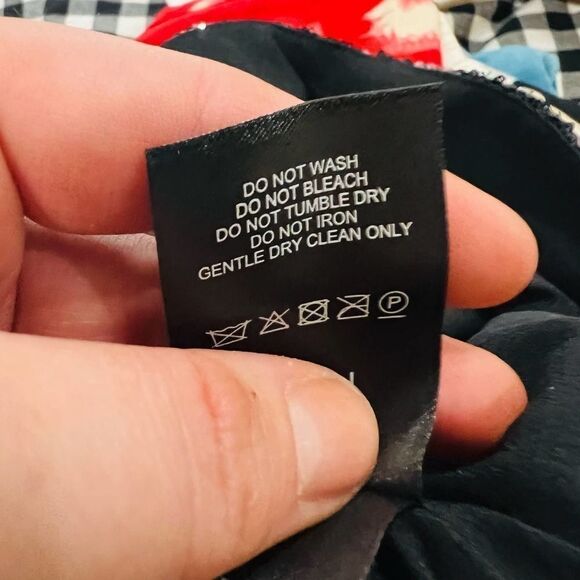 DO NOT WASH
DO NOT BLEACH
DO NOT TUMBLE DRY
DO NOT IRON
GENTLE DRY CLEAN ONLY
P